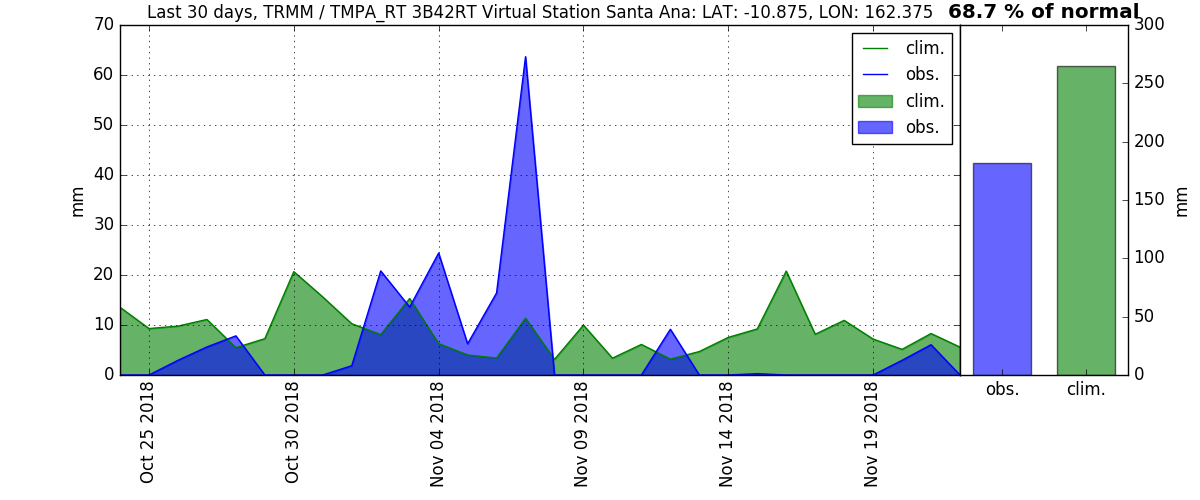 Last 30 days, TRMM / TMPA_RT 3B42RT Virtual Station Santa Ana: LAT: -10.875, LON: 162.375
68.7 % of normal
70
60
50
40
30
20
10
0
mm
clim.
obs.
clim.
obs.
Oct 25 2018
Oct 30 2018
Nov 04 2018
Nov 09 2018
Nov 14 2018
Nov 19 2018
300
250
200
150
100
50
0
mm
obs.
clim.